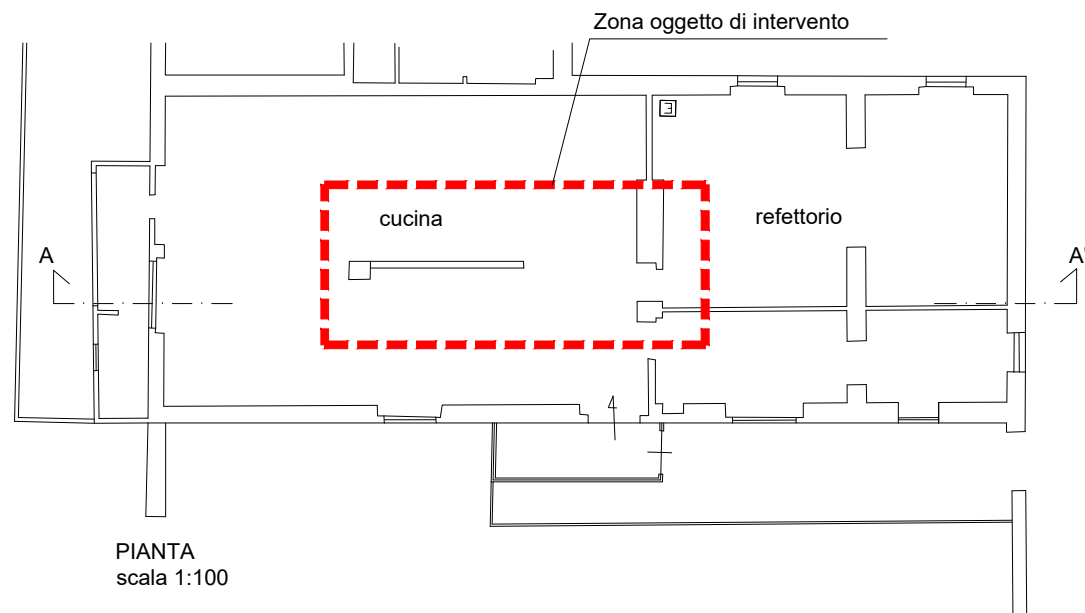 Zona oggetto di intervento
cucina
refettorio
A
A'
PIANTA
scala 1:100